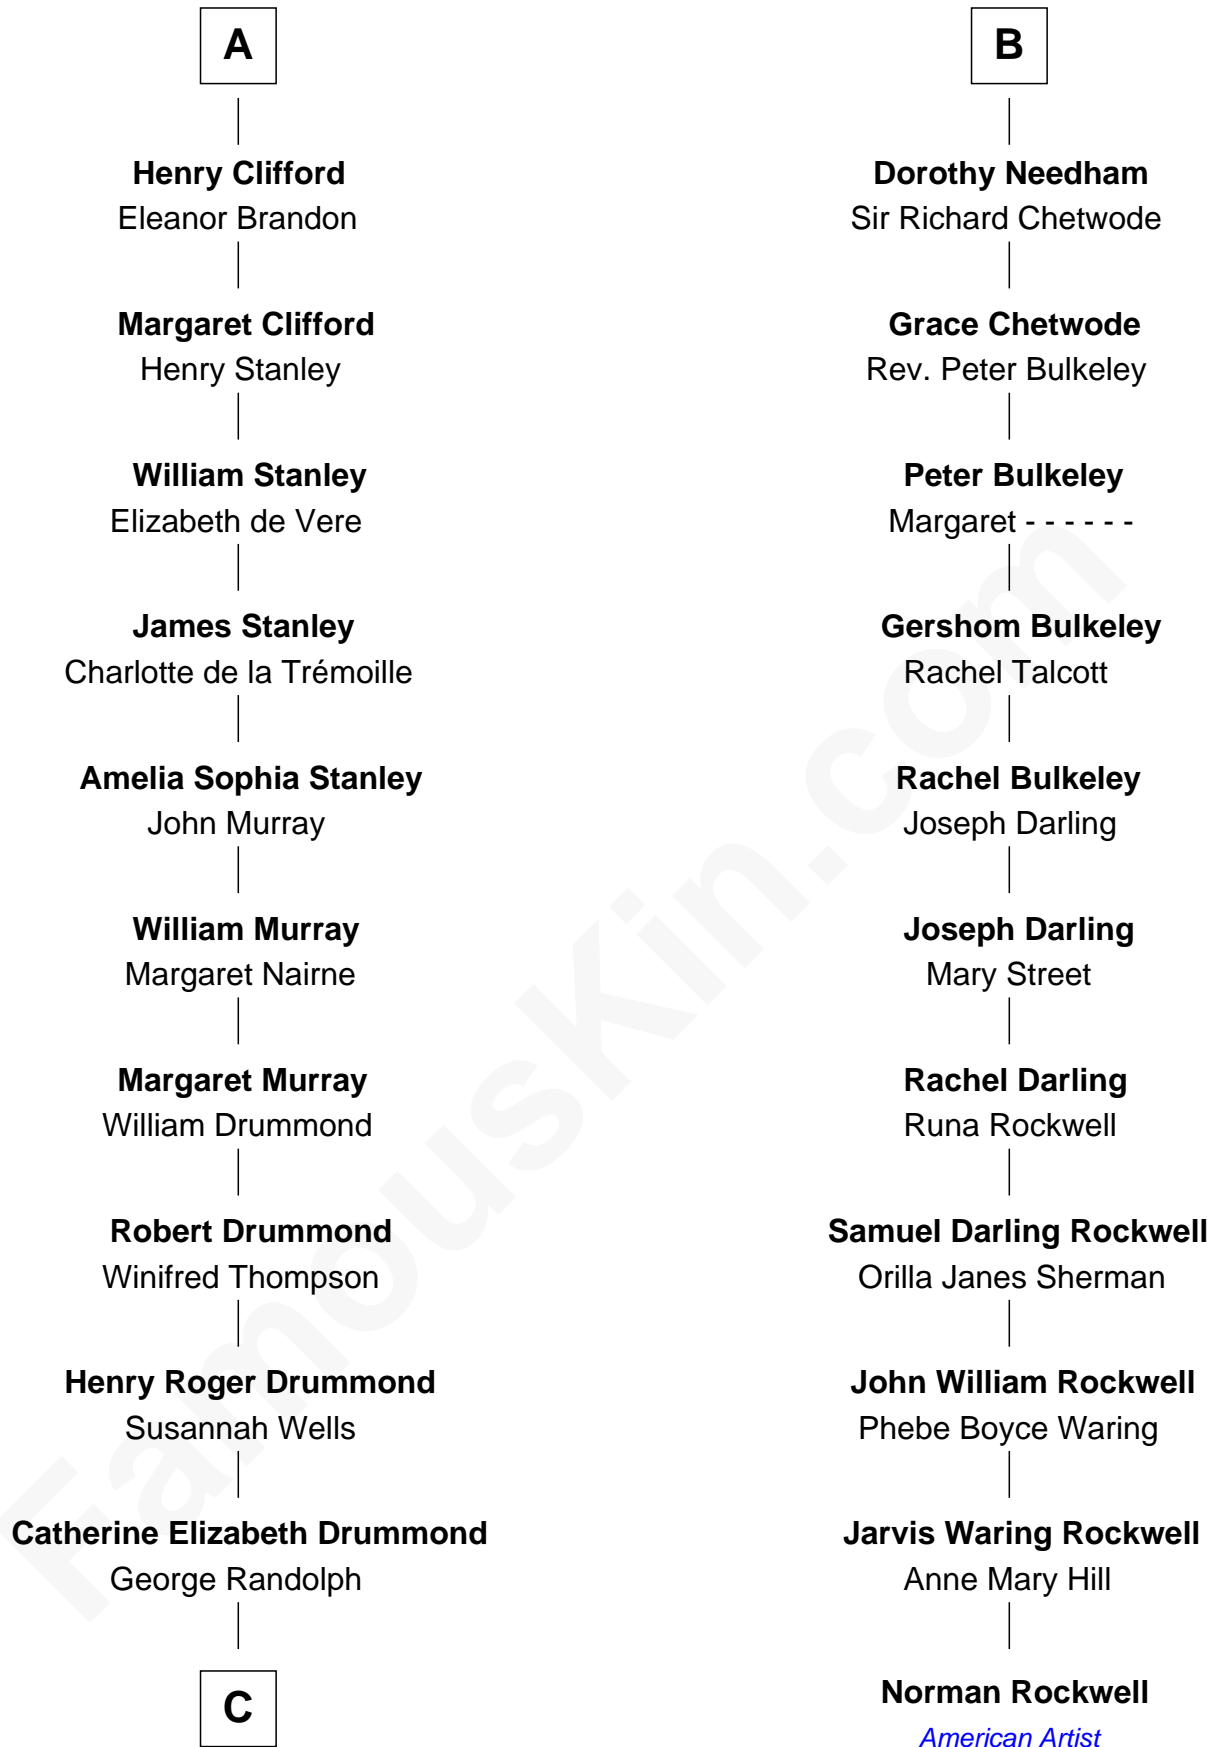 A
Henry Clifford
Eleanor Brandon
Margaret Clifford
Henry Stanley
William Stanley
Elizabeth de Vere
James Stanley
Charlotte de la Trémoille
Amelia Sophia Stanley
John Murray
William Murray
Margaret Nairne
Margaret Murray
William Drummond
Robert Drummond
Winifred Thompson
Henry Roger Drummond
Susannah Wells
Catherine Elizabeth Drummond
George Randolph
C
B
Dorothy Needham
Sir Richard Chetwode
Grace Chetwode
Rev. Peter Bulkeley
Peter Bulkeley
Margaret - - - - - -
Gershom Bulkeley
Rachel Talcott
Rachel Bulkeley
Joseph Darling
Joseph Darling
Mary Street
Rachel Darling
Runa Rockwell
Samuel Darling Rockwell
Orilla Janes Sherman
John William Rockwell
Phebe Boyce Waring
Jarvis Waring Rockwell
Anne Mary Hill
Norman Rockwell
American Artist
FamousKin.com